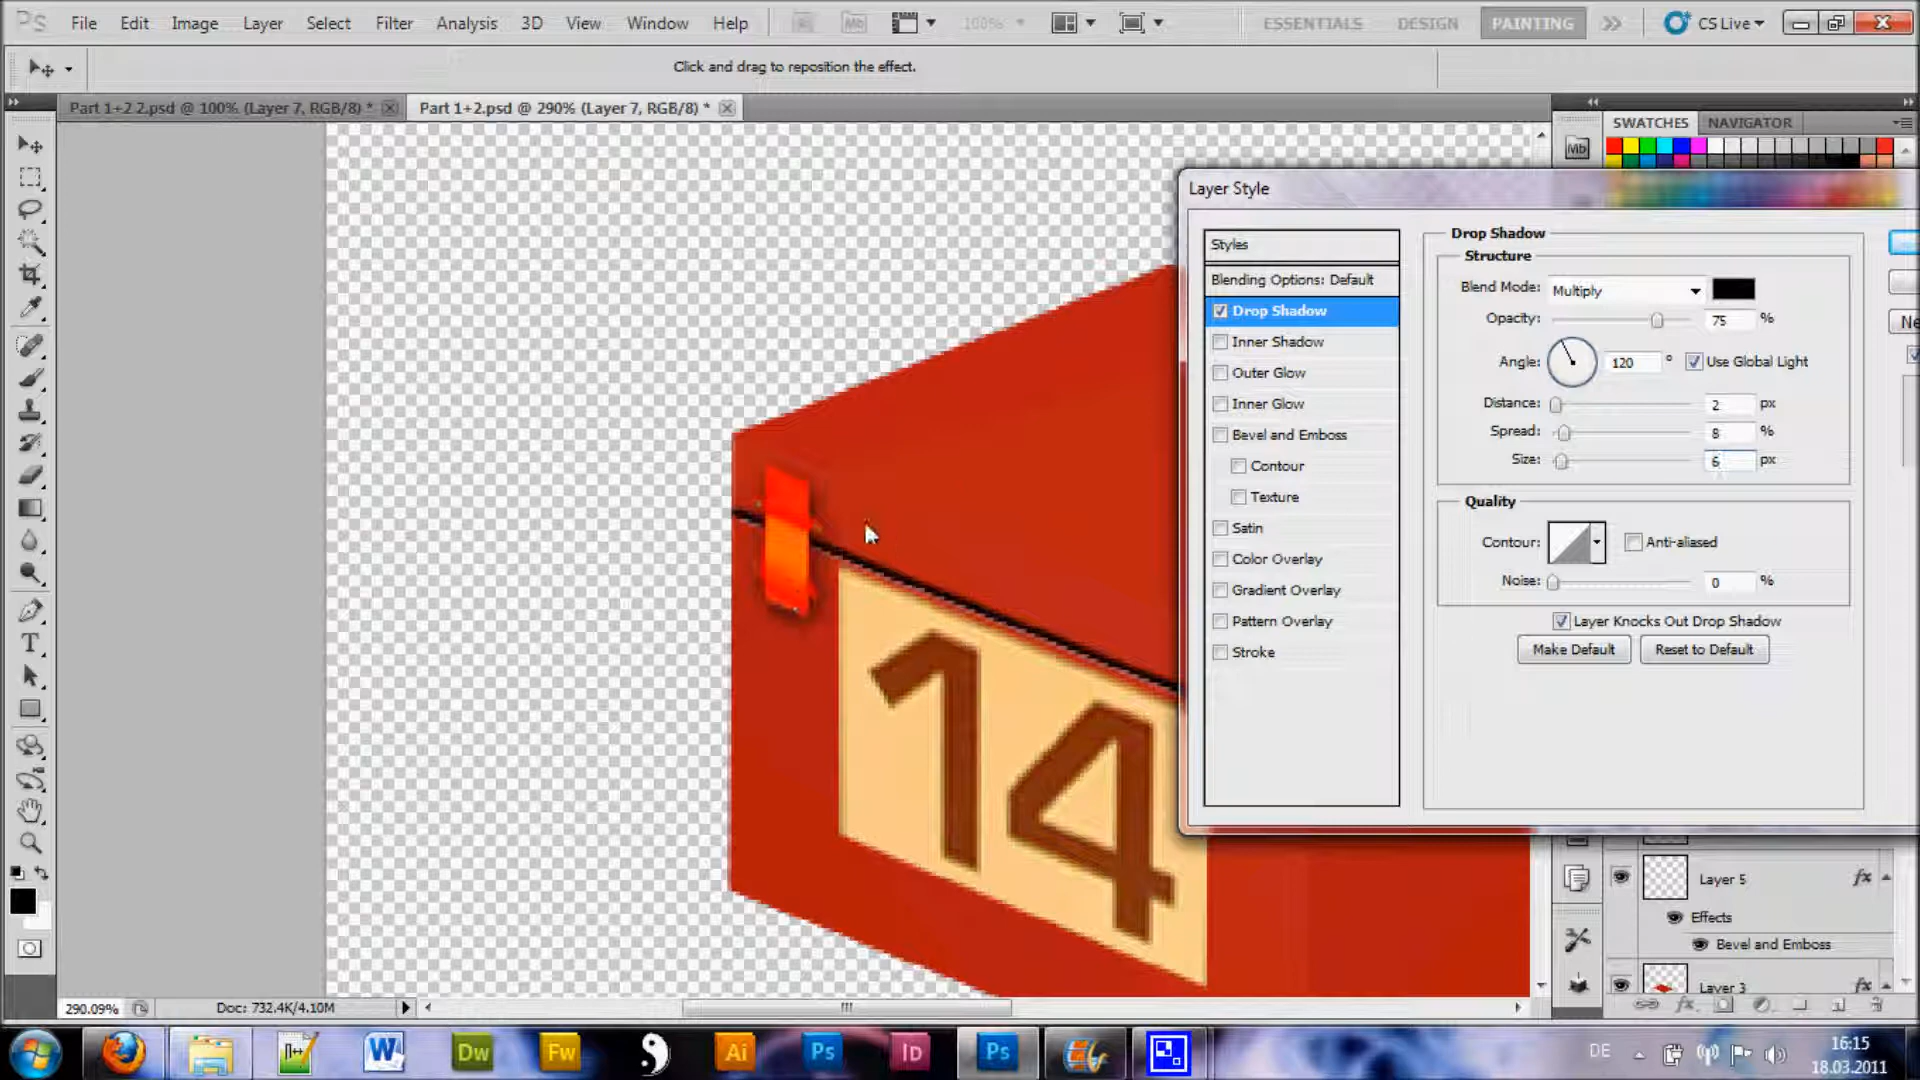 PS File Edit Image Layer Select Filter Analysis 3D View Window Help Br Mb 100% ESSENTIALS DESIGN PAINTING CS Live
Click and drag to reposition the effect.
Part 1+2 2.psd @ 100% (Layer 7, RGB/8) * Part 1+2.psd @ 290% (Layer 7, RGB/8) *
SWATCHES NAVIGATOR
Mb
Layer Style
Styles
Blending Options: Default
Drop Shadow
Inner Shadow
Outer Glow
Inner Glow
Bevel and Emboss
Contour
Texture
Satin
Color Overlay
Gradient Overlay
Pattern Overlay
Stroke
Drop Shadow
Structure
Blend Mode: Multiply
Opacity: 75 %
Angle: 120 ° Use Global Light
Distance: 2 px
Spread: 8 %
Size: 6 px
Quality
Contour: Anti-aliased
Noise: 0 %
Layer Knocks Out Drop Shadow
Make Default Reset to Default
Ne
14
T
Layer 5 fx
Effects
Bevel and Emboss
Layer 3 fx
290.09% Doc: 732.4K/4.10M
W Dw Fw Ai Ps Id Ps
DE 16:15
18.03.2011